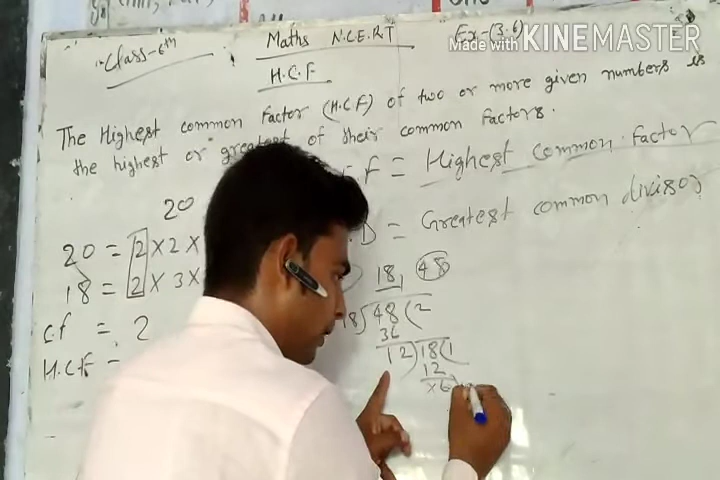 Class-6th Maths N.C.E.R.T Ex-(3.6)
Made with KINEMASTER
H.C.F
The Highest common Factor (H.C.F) of two or more given numbers is
the highest or greatest of their common Factors.
F = Highest common factor
D = Greatest common divisor
20
20 = 2 × 2 ×
18 = 2 × 3 ×
C.f = 2
H.C.F. =
18, 48
18) 48 ( 2
36
12) 18 ( 1
12
×6